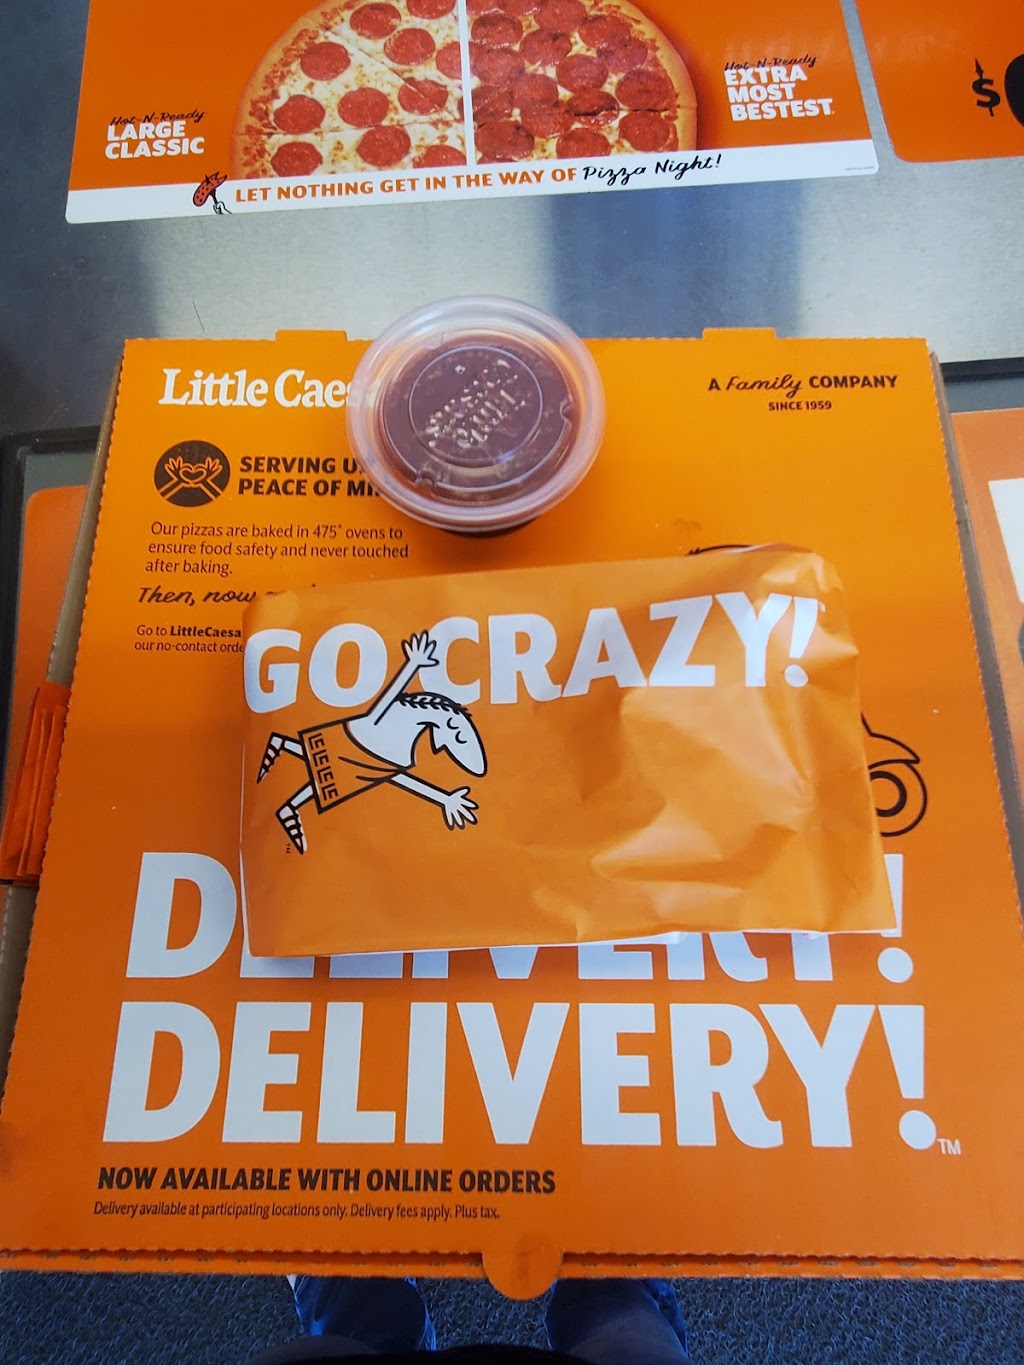 Hot-N-Ready
LARGE
CLASSIC
Hot-N-Ready
EXTRA
MOST
BESTEST
$
LET NOTHING GET IN THE WAY OF Pizza Night!
Little Caes
A Family COMPANY
SINCE 1959
SERVING U
PEACE OF MI
Our pizzas are baked in 475° ovens to
ensure food safety and never touched
after baking.
Then, now
Go to LittleCaesa
our no-contact orde
GO CRAZY!
TM
DELIVERY!
DELIVERY!TM
NOW AVAILABLE WITH ONLINE ORDERS
Delivery available at participating locations only. Delivery fees apply. Plus tax.